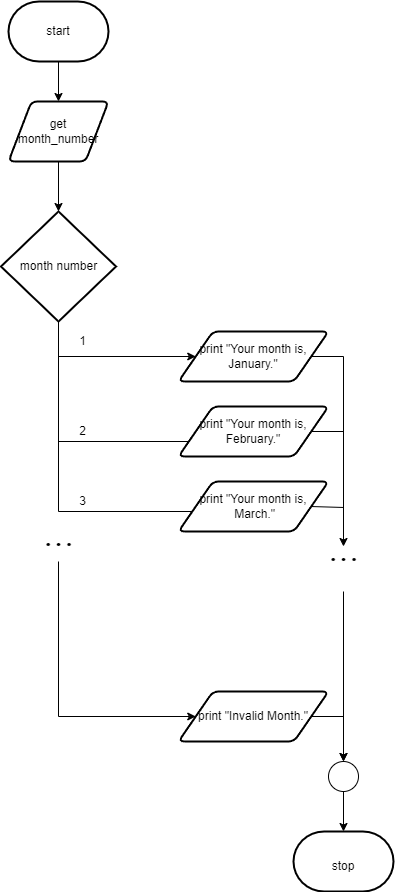 start
get
month_number
month number
1
print "Your month is,
January."
2
print "Your month is,
February."
3
print "Your month is,
March."
...
...
print "Invalid Month."
stop